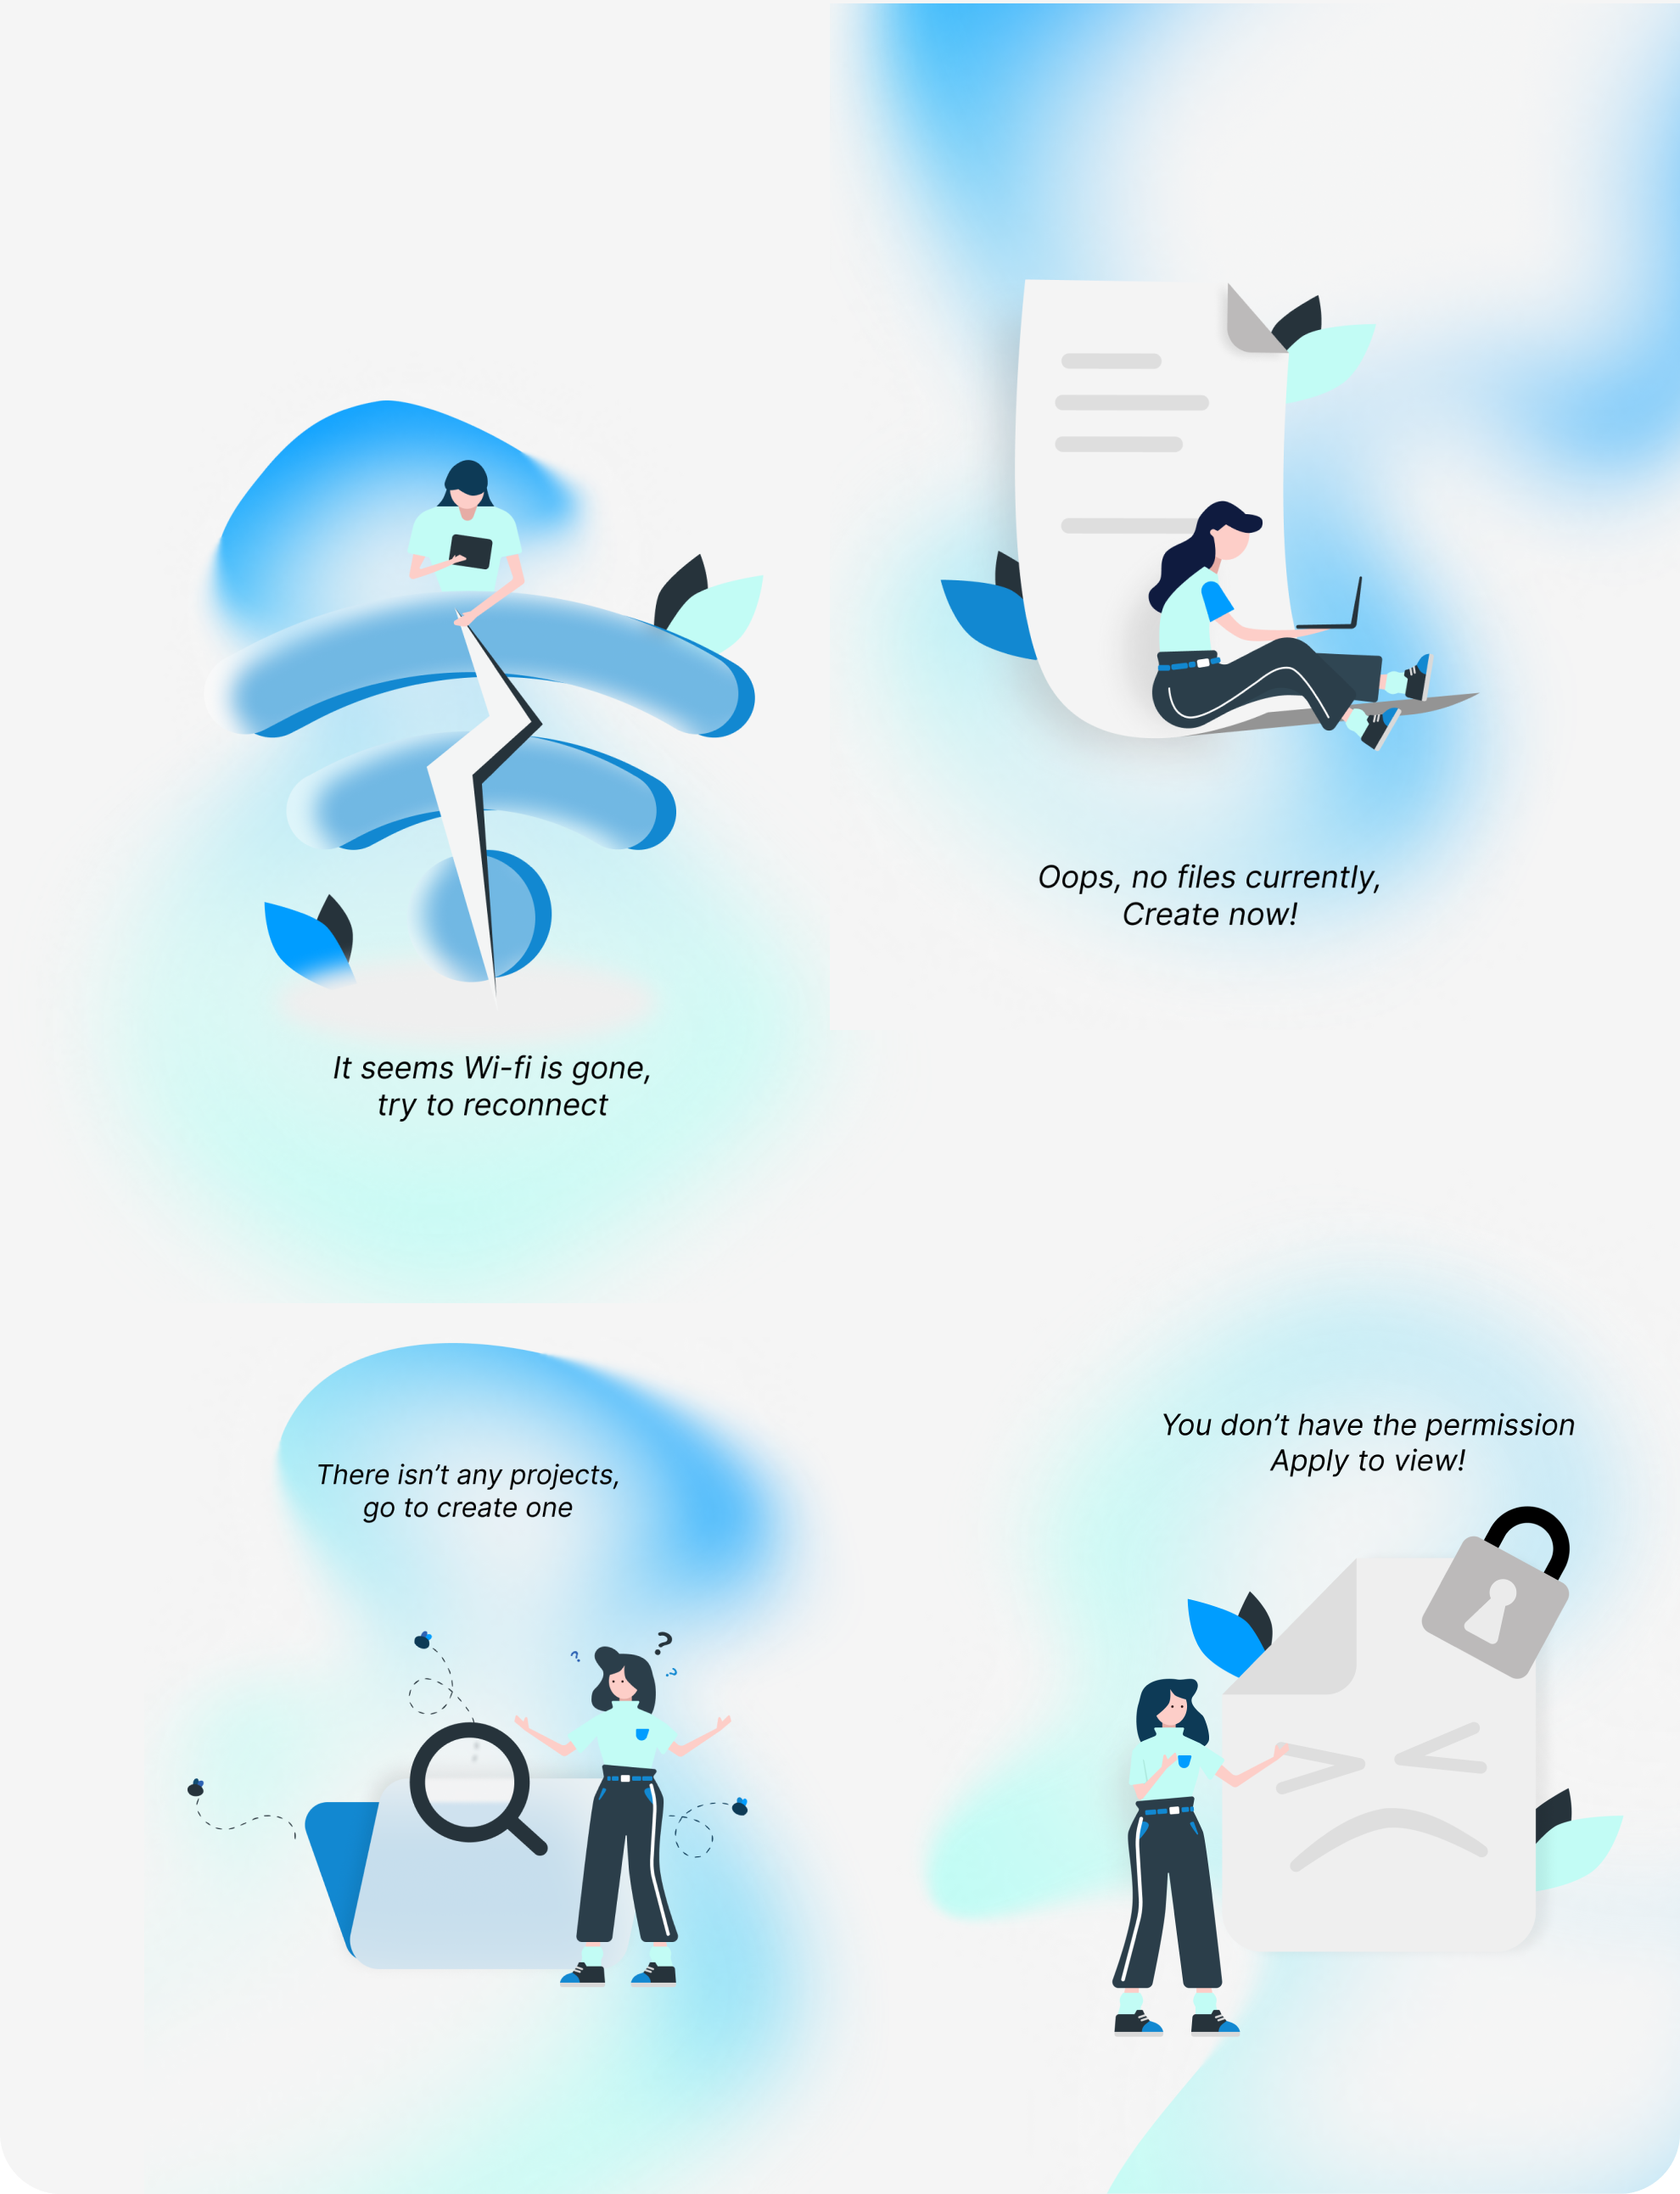 It seems Wi-fi is gone,
try to reconnect
Oops, no files currently,
Create now!
There isn’t any projects,
go to create one
? ? ?
You don’t have the permission
Apply to view!